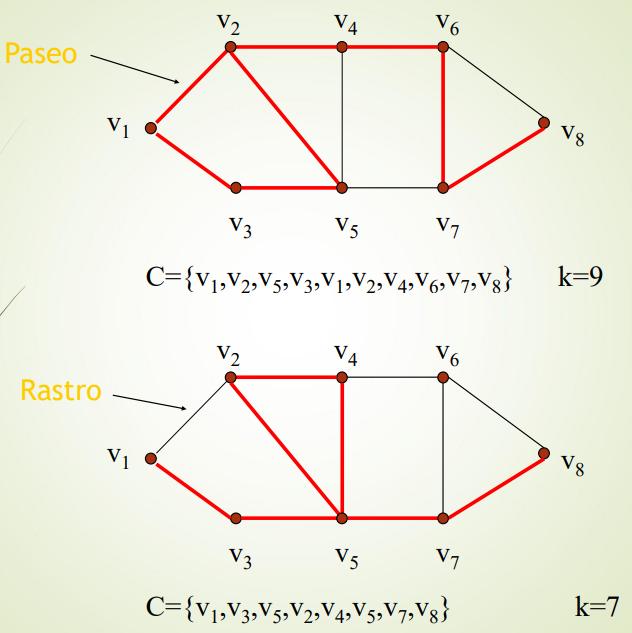 v₂ v₄ v₆
Paseo
v₁
v₈
v₃ v₅ v₇
C={v₁,v₂,v₅,v₃,v₁,v₂,v₄,v₆,v₇,v₈} k=9
v₂ v₄ v₆
Rastro
v₁
v₈
v₃ v₅ v₇
C={v₁,v₃,v₅,v₂,v₄,v₅,v₇,v₈} k=7